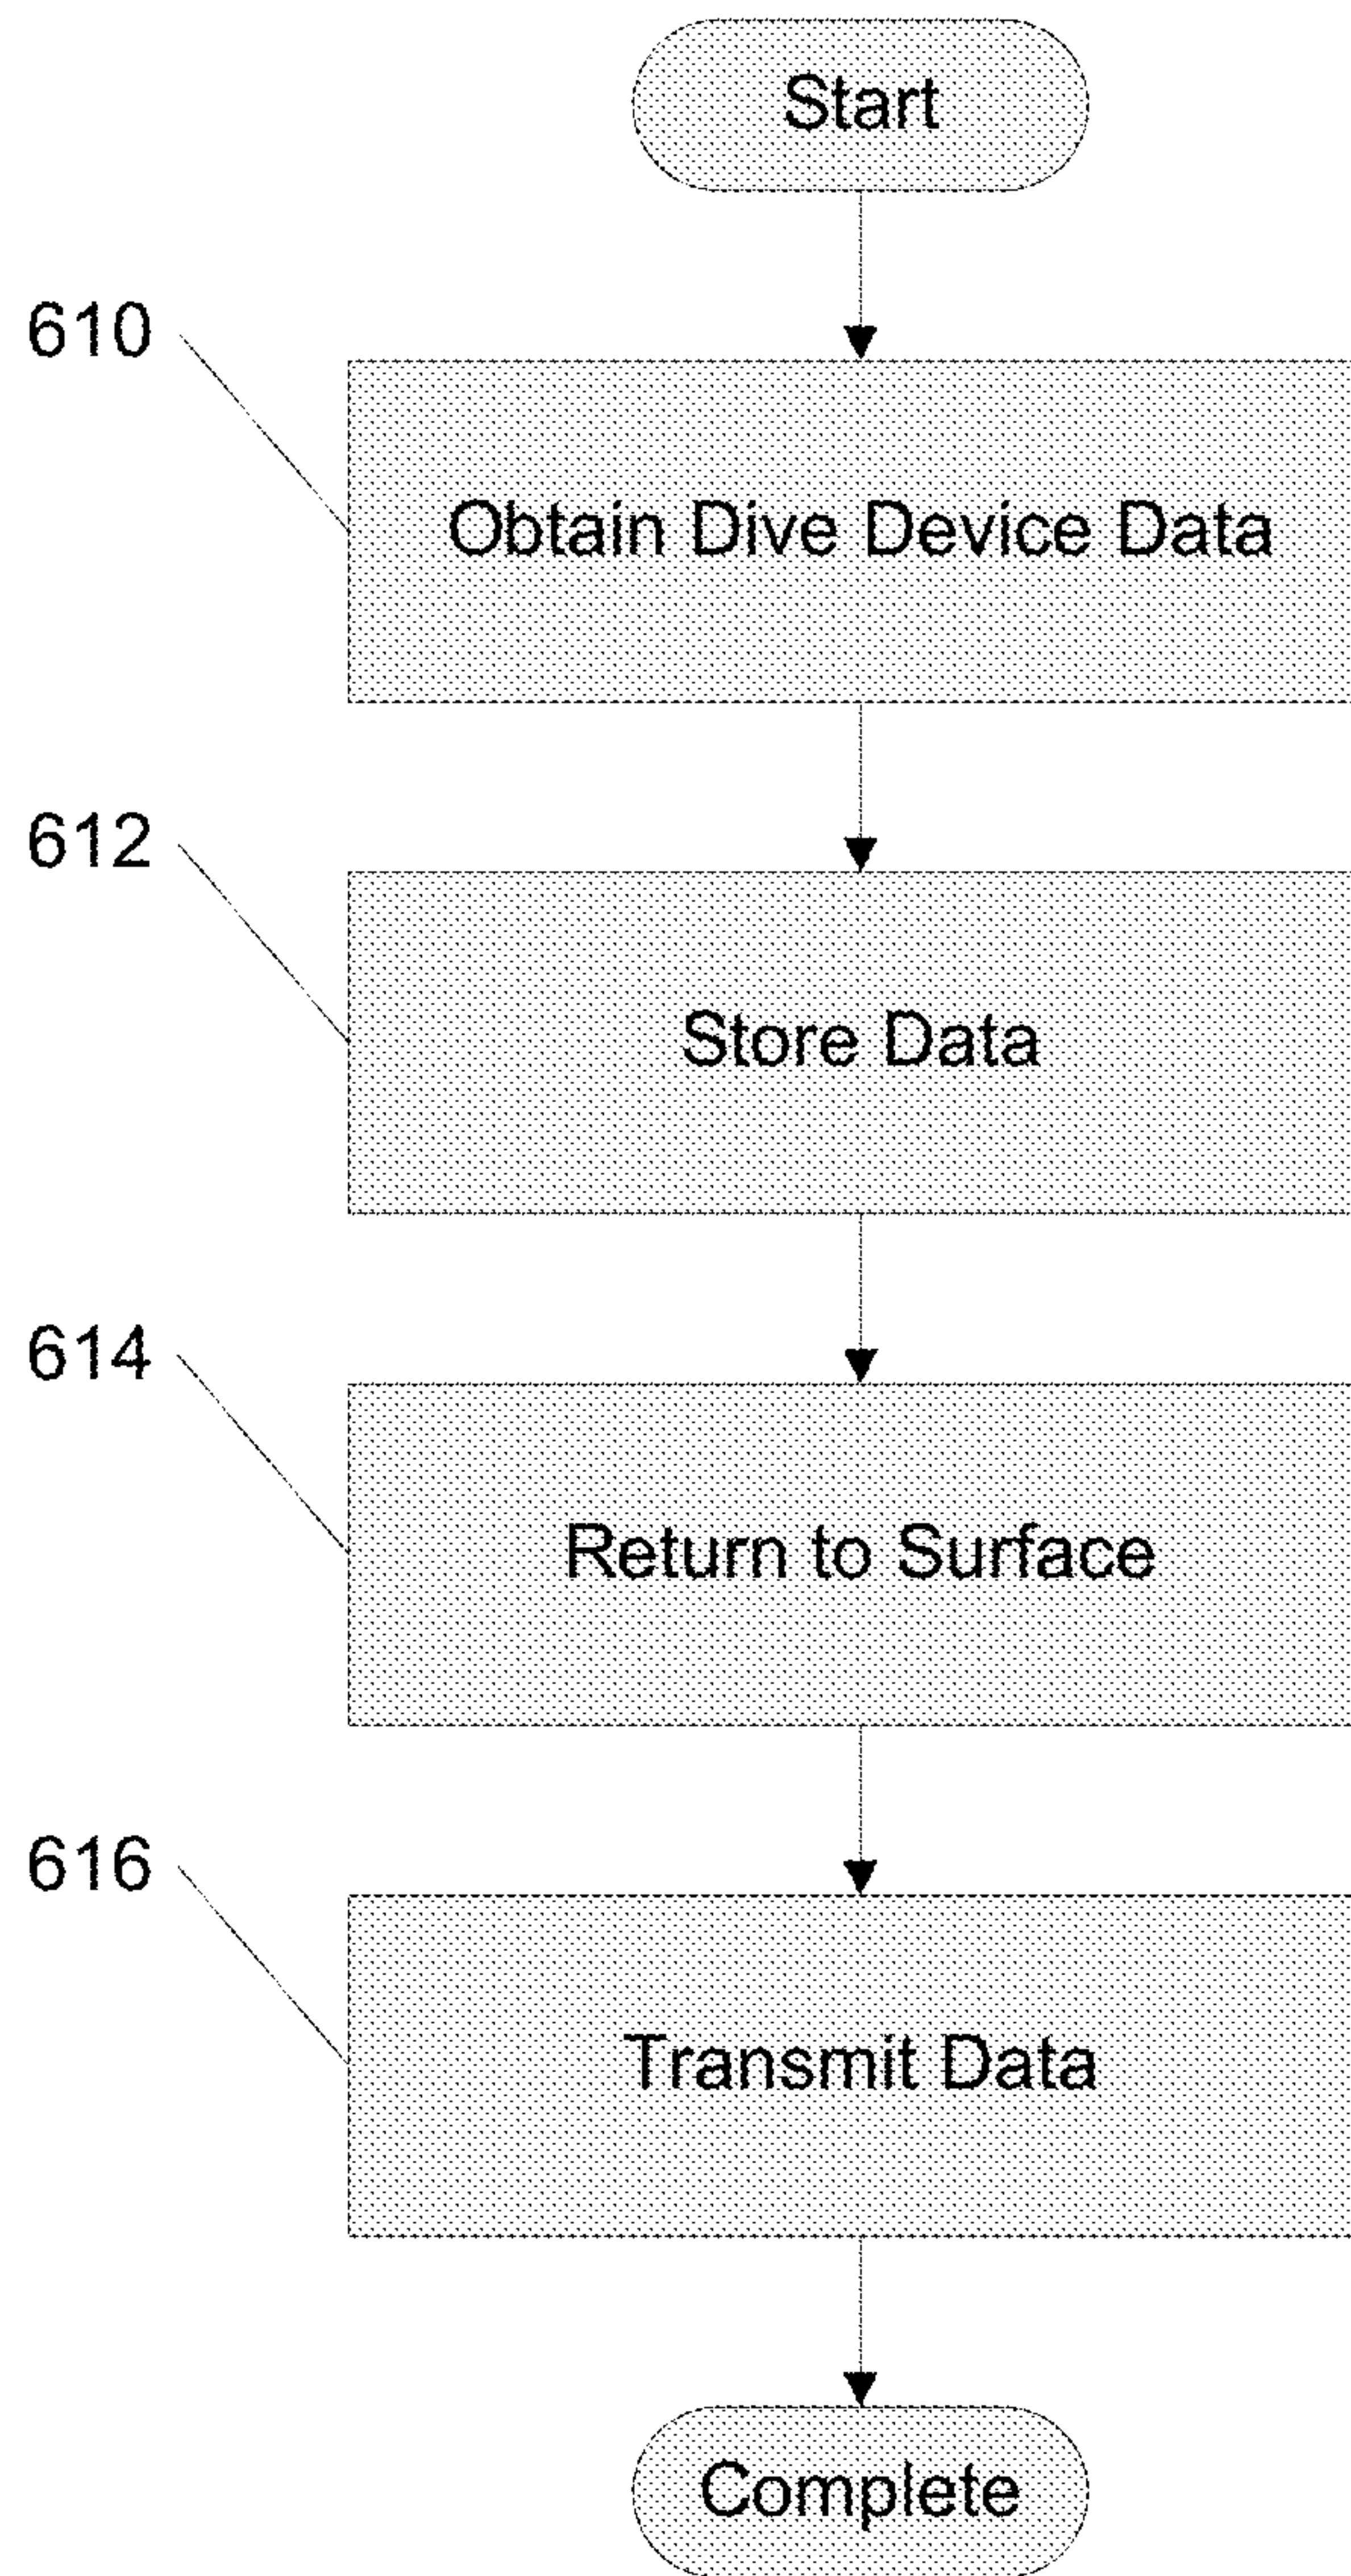 Start
610
Obtain Dive Device Data
612
Store Data
614
Return to Surface
616
Transmit Data
Complete